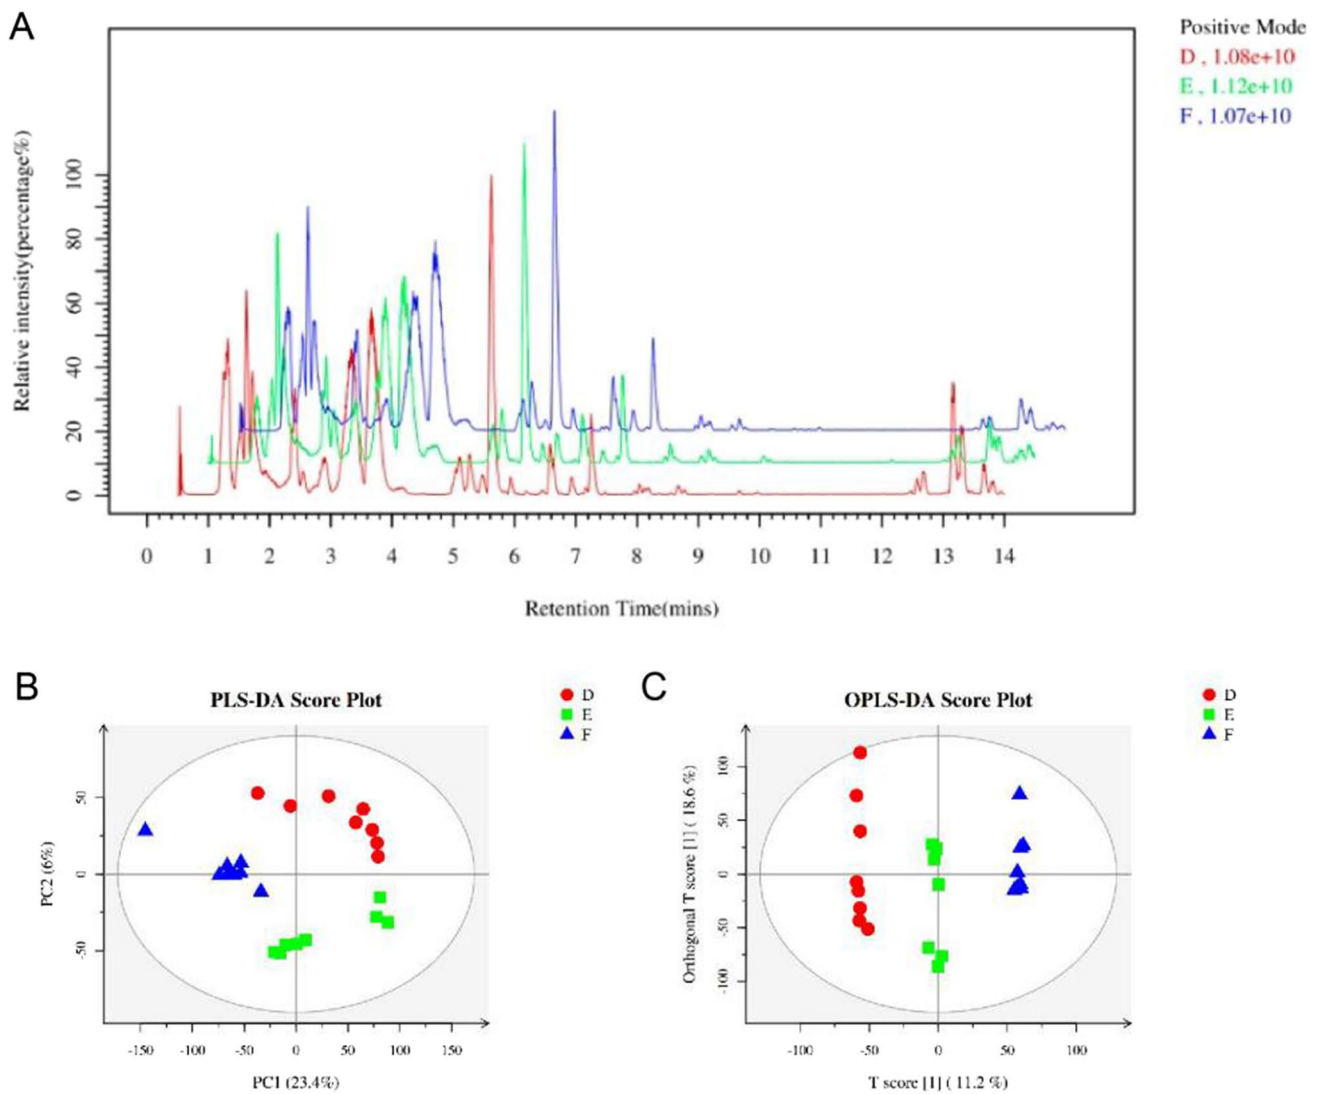 A
Positive Mode
D , 1.08e+10
E , 1.12e+10
F , 1.07e+10
Relative intensity(percentage%)
100
80
60
40
20
0
0 1 2 3 4 5 6 7 8 9 10 11 12 13 14
Retention Time(mins)
B
PLS-DA Score Plot
D
E
F
PC2 (6%)
50
0
-50
-150 -100 -50 0 50 100 150
PC1 (23.4%)
C
OPLS-DA Score Plot
D
E
F
Orthogonal T score [1] ( 18.6 %)
100
50
0
-50
-100
-100 -50 0 50 100
T score [1] ( 11.2 %)